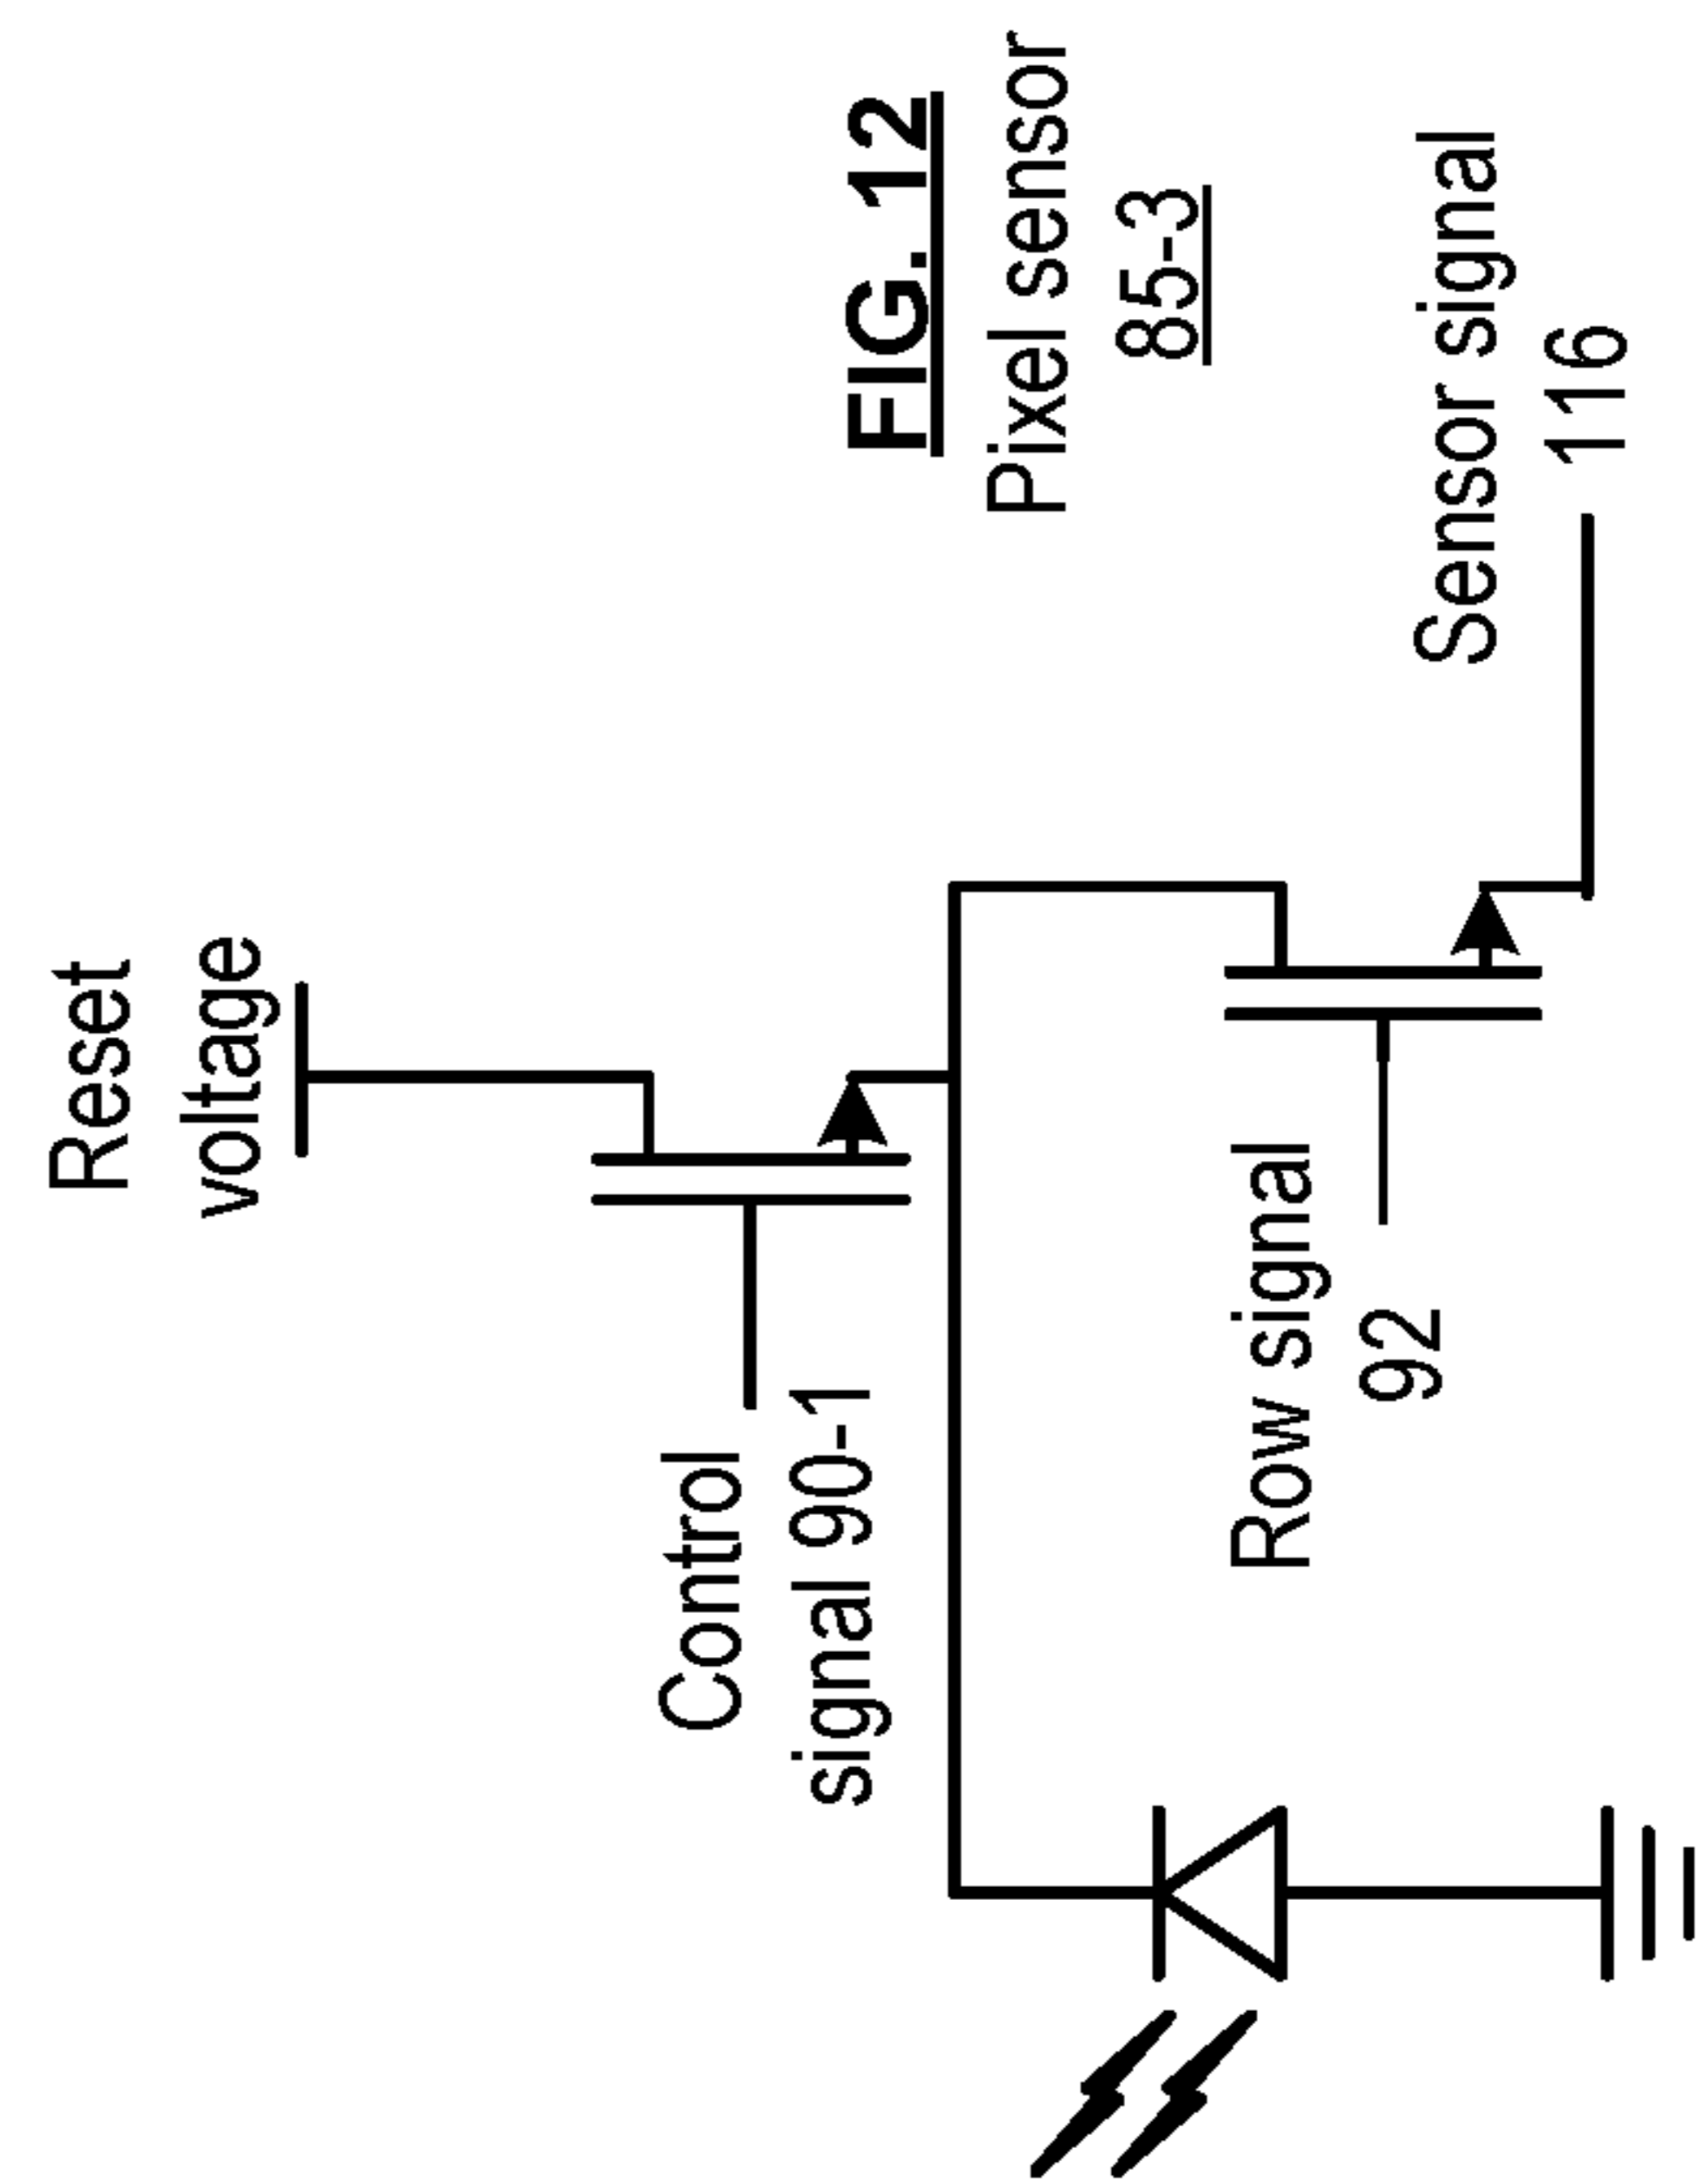 Reset
voltage
Control
signal 90-1
Row signal
92
Sensor signal
116
FIG. 12
Pixel sensor
85-3